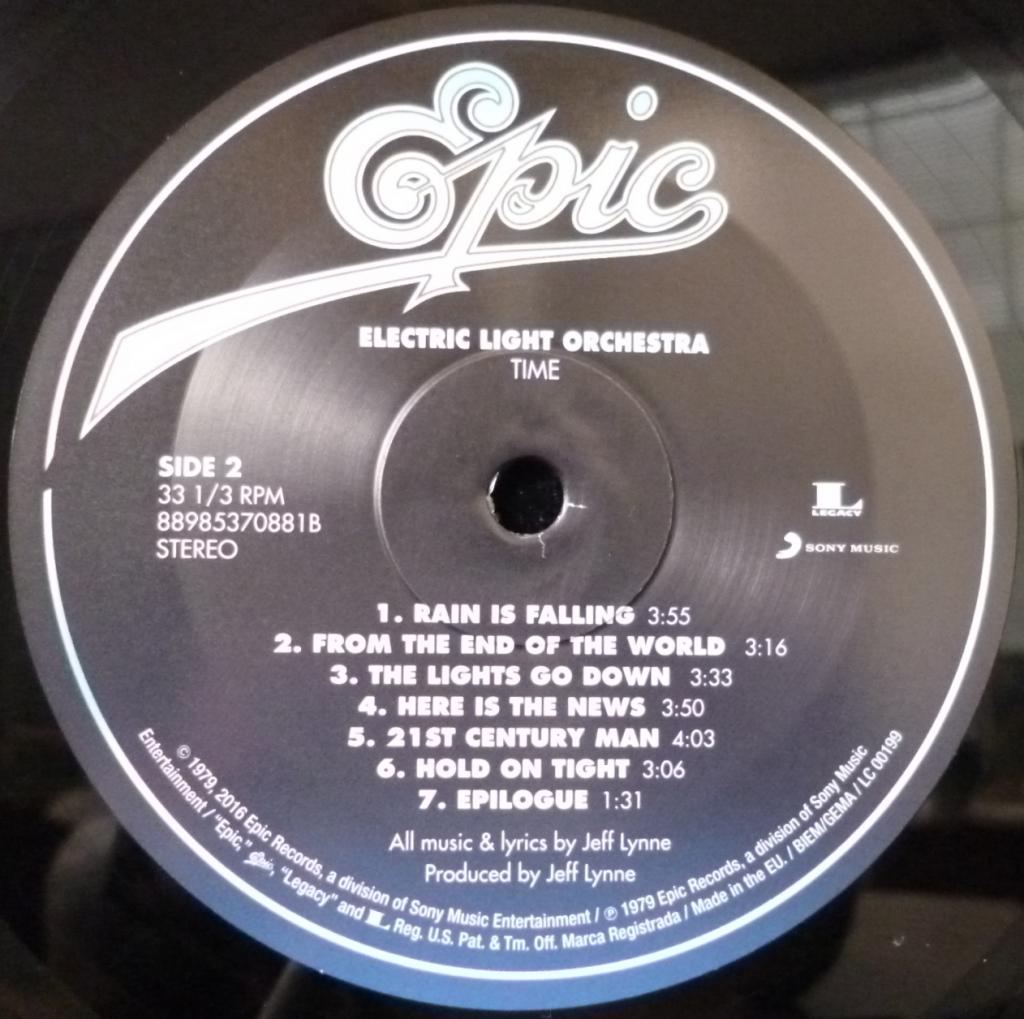 Epic
ELECTRIC LIGHT ORCHESTRA
TIME
SIDE 2
33 1/3 RPM
88985370881B
STEREO
L
LEGACY
SONY MUSIC
1. RAIN IS FALLING 3:55
2. FROM THE END OF THE WORLD 3:16
3. THE LIGHTS GO DOWN 3:33
4. HERE IS THE NEWS 3:50
5. 21ST CENTURY MAN 4:03
6. HOLD ON TIGHT 3:06
7. EPILOGUE 1:31
All music & lyrics by Jeff Lynne
Produced by Jeff Lynne
© 1979, 2016 Epic Records, a division of Sony Music Entertainment / ℗ 1979 Epic Records, a division of Sony Music
Entertainment / "Epic," Epic, "Legacy" and L Reg. U.S. Pat. & Tm. Off. Marca Registrada / Made in the EU. / BIEM/GEMA / LC 00199